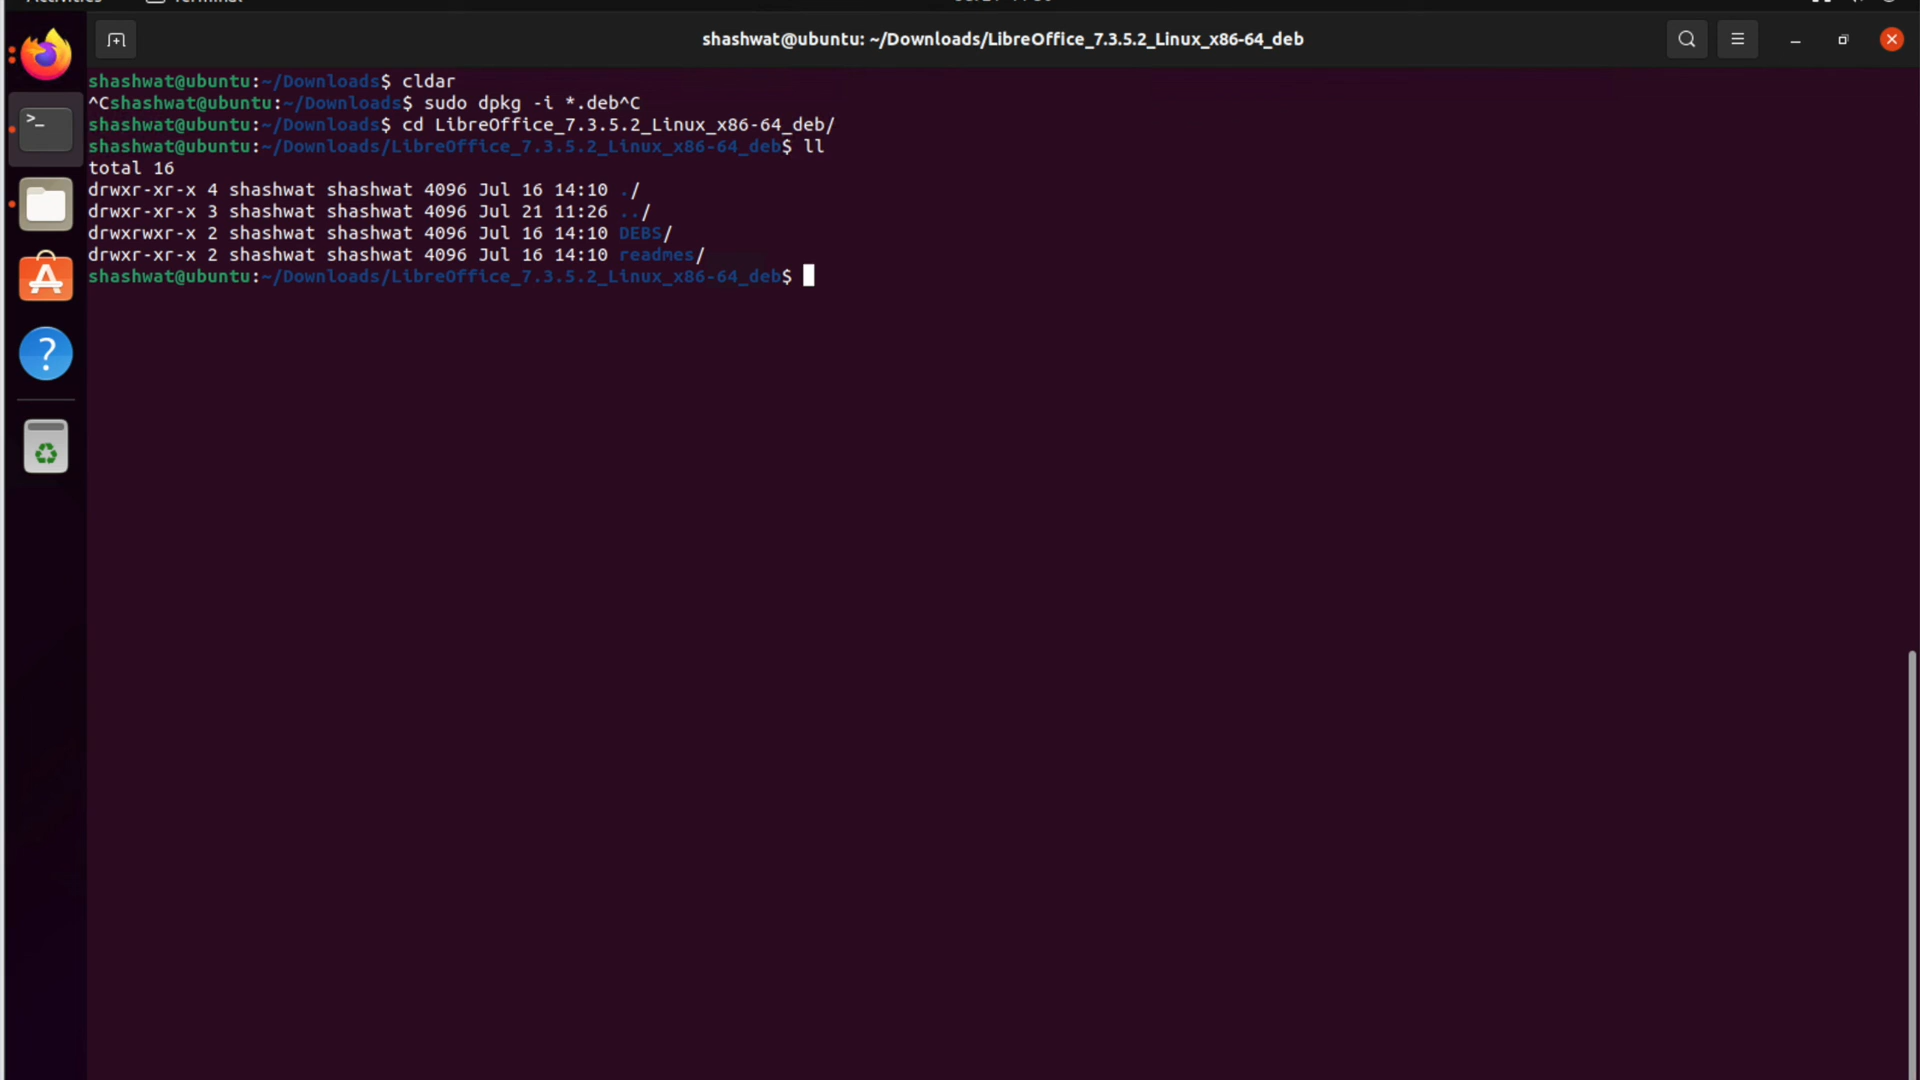 shashwat@ubuntu: ~/Downloads/LibreOffice_7.3.5.2_Linux_x86-64_deb
shashwat@ubuntu:~/Downloads$ cldar
^Cshashwat@ubuntu:~/Downloads$ sudo dpkg -i *.deb^C
shashwat@ubuntu:~/Downloads$ cd LibreOffice_7.3.5.2_Linux_x86-64_deb/
shashwat@ubuntu:~/Downloads/LibreOffice_7.3.5.2_Linux_x86-64_deb$ ll
total 16
drwxr-xr-x 4 shashwat shashwat 4096 Jul 16 14:10 ./
drwxr-xr-x 3 shashwat shashwat 4096 Jul 21 11:26 ../
drwxrwxr-x 2 shashwat shashwat 4096 Jul 16 14:10 DEBS/
drwxr-xr-x 2 shashwat shashwat 4096 Jul 16 14:10 readmes/
shashwat@ubuntu:~/Downloads/LibreOffice_7.3.5.2_Linux_x86-64_deb$